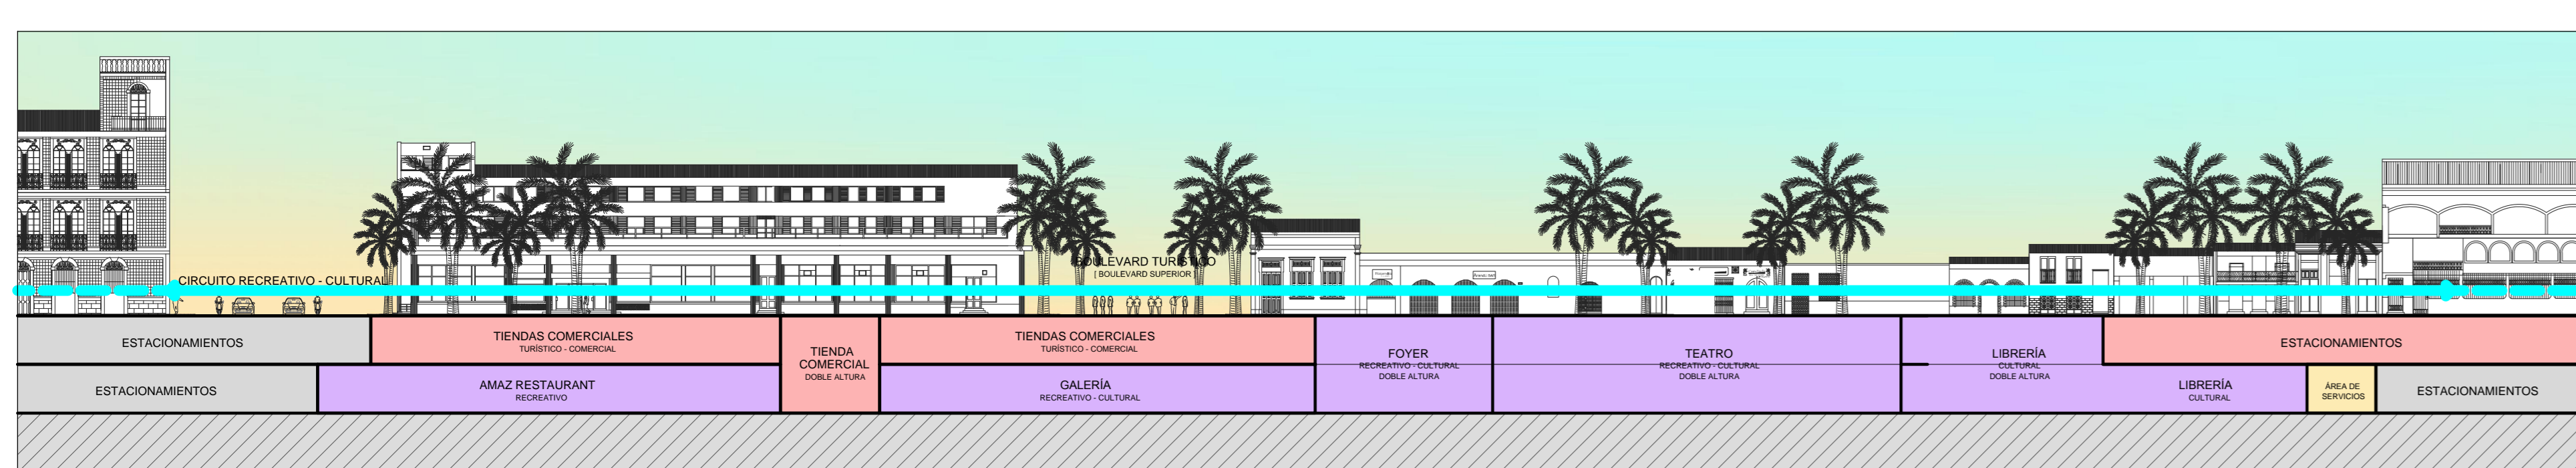 CIRCUITO RECREATIVO - CULTURAL
BOULEVARD TURÍSTICO
[ BOULEVARD SUPERIOR ]
ESTACIONAMIENTOS
TIENDAS COMERCIALES
TURÍSTICO - COMERCIAL
TIENDA
COMERCIAL
DOBLE ALTURA
TIENDAS COMERCIALES
TURÍSTICO - COMERCIAL
FOYER
RECREATIVO - CULTURAL
DOBLE ALTURA
TEATRO
RECREATIVO - CULTURAL
DOBLE ALTURA
LIBRERÍA
CULTURAL
DOBLE ALTURA
ESTACIONAMIENTOS
ESTACIONAMIENTOS
AMAZ RESTAURANT
RECREATIVO
GALERÍA
RECREATIVO - CULTURAL
LIBRERÍA
CULTURAL
ÁREA DE
SERVICIOS
ESTACIONAMIENTOS